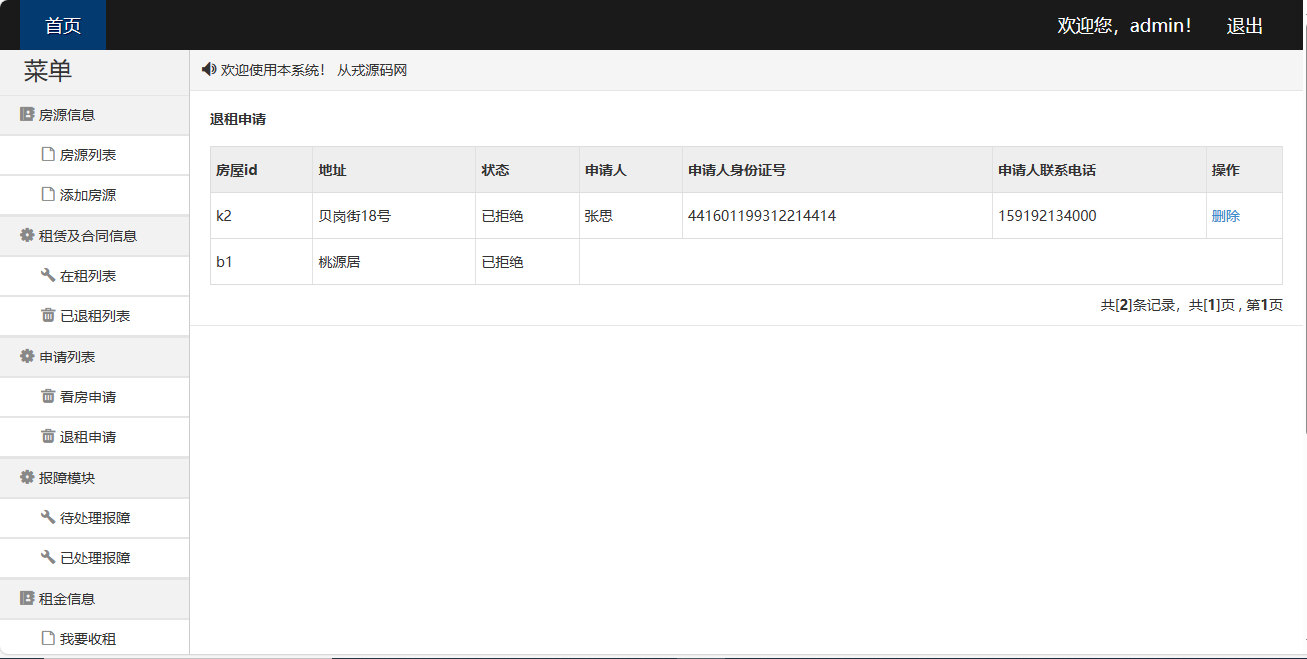 首页
欢迎您，admin！
退出
菜单
房源信息
房源列表
添加房源
租赁及合同信息
在租列表
已退租列表
申请列表
看房申请
退租申请
报障模块
待处理报障
已处理报障
租金信息
我要收租
欢迎使用本系统！ 从戎源码网
退租申请
房屋id 地址 状态 申请人 申请人身份证号 申请人联系电话 操作
k2 贝岗街18号 已拒绝 张思 441601199312214414 159192134000 删除
b1 桃源居 已拒绝
共[2]条记录，共[1]页 , 第1页